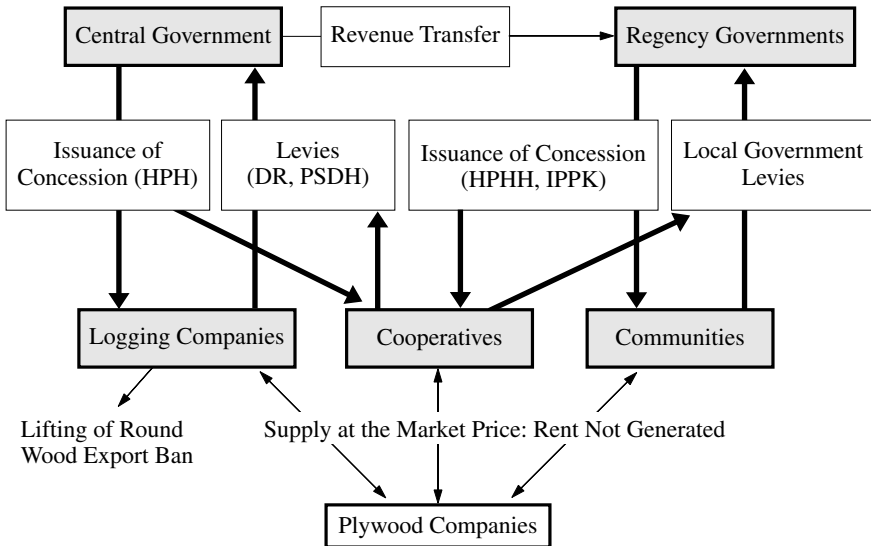 Central Government
Revenue Transfer
Regency Governments
Issuance of
Concession (HPH)
Levies
(DR, PSDH)
Issuance of Concession
(HPHH, IPPK)
Local Government
Levies
Logging Companies
Cooperatives
Communities
Lifting of Round
Wood Export Ban
Supply at the Market Price: Rent Not Generated
Plywood Companies